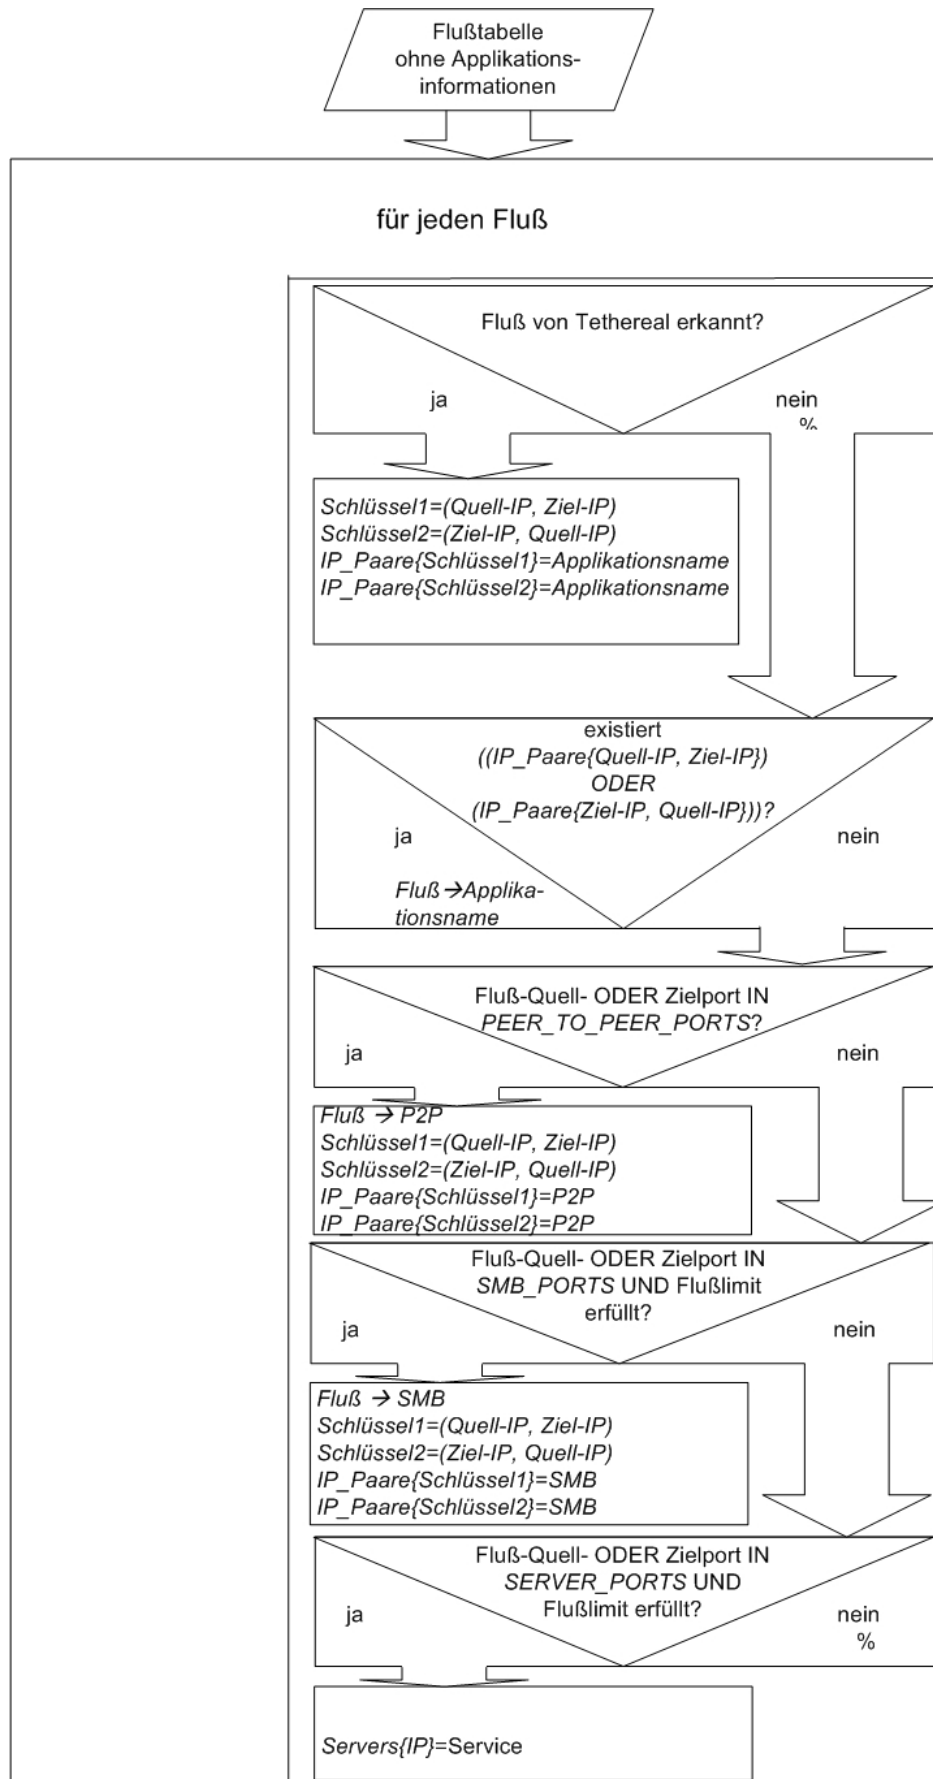 Flußtabelle
ohne Applikations-
informationen
für jeden Fluß
Fluß von Tethereal erkannt?
ja
nein
%
Schlüssel1=(Quell-IP, Ziel-IP)
Schlüssel2=(Ziel-IP, Quell-IP)
IP_Paare{Schlüssel1}=Applikationsname
IP_Paare{Schlüssel2}=Applikationsname
existiert
((IP_Paare{Quell-IP, Ziel-IP})
ODER
(IP_Paare{Ziel-IP, Quell-IP}))?
ja
nein
Fluß→Applika-
tionsname
Fluß-Quell- ODER Zielport IN
PEER_TO_PEER_PORTS?
ja
nein
Fluß → P2P
Schlüssel1=(Quell-IP, Ziel-IP)
Schlüssel2=(Ziel-IP, Quell-IP)
IP_Paare{Schlüssel1}=P2P
IP_Paare{Schlüssel2}=P2P
Fluß-Quell- ODER Zielport IN
SMB_PORTS UND Flußlimit
erfüllt?
ja
nein
Fluß → SMB
Schlüssel1=(Quell-IP, Ziel-IP)
Schlüssel2=(Ziel-IP, Quell-IP)
IP_Paare{Schlüssel1}=SMB
IP_Paare{Schlüssel2}=SMB
Fluß-Quell- ODER Zielport IN
SERVER_PORTS UND
Flußlimit erfüllt?
ja
nein
%
Servers{IP}=Service